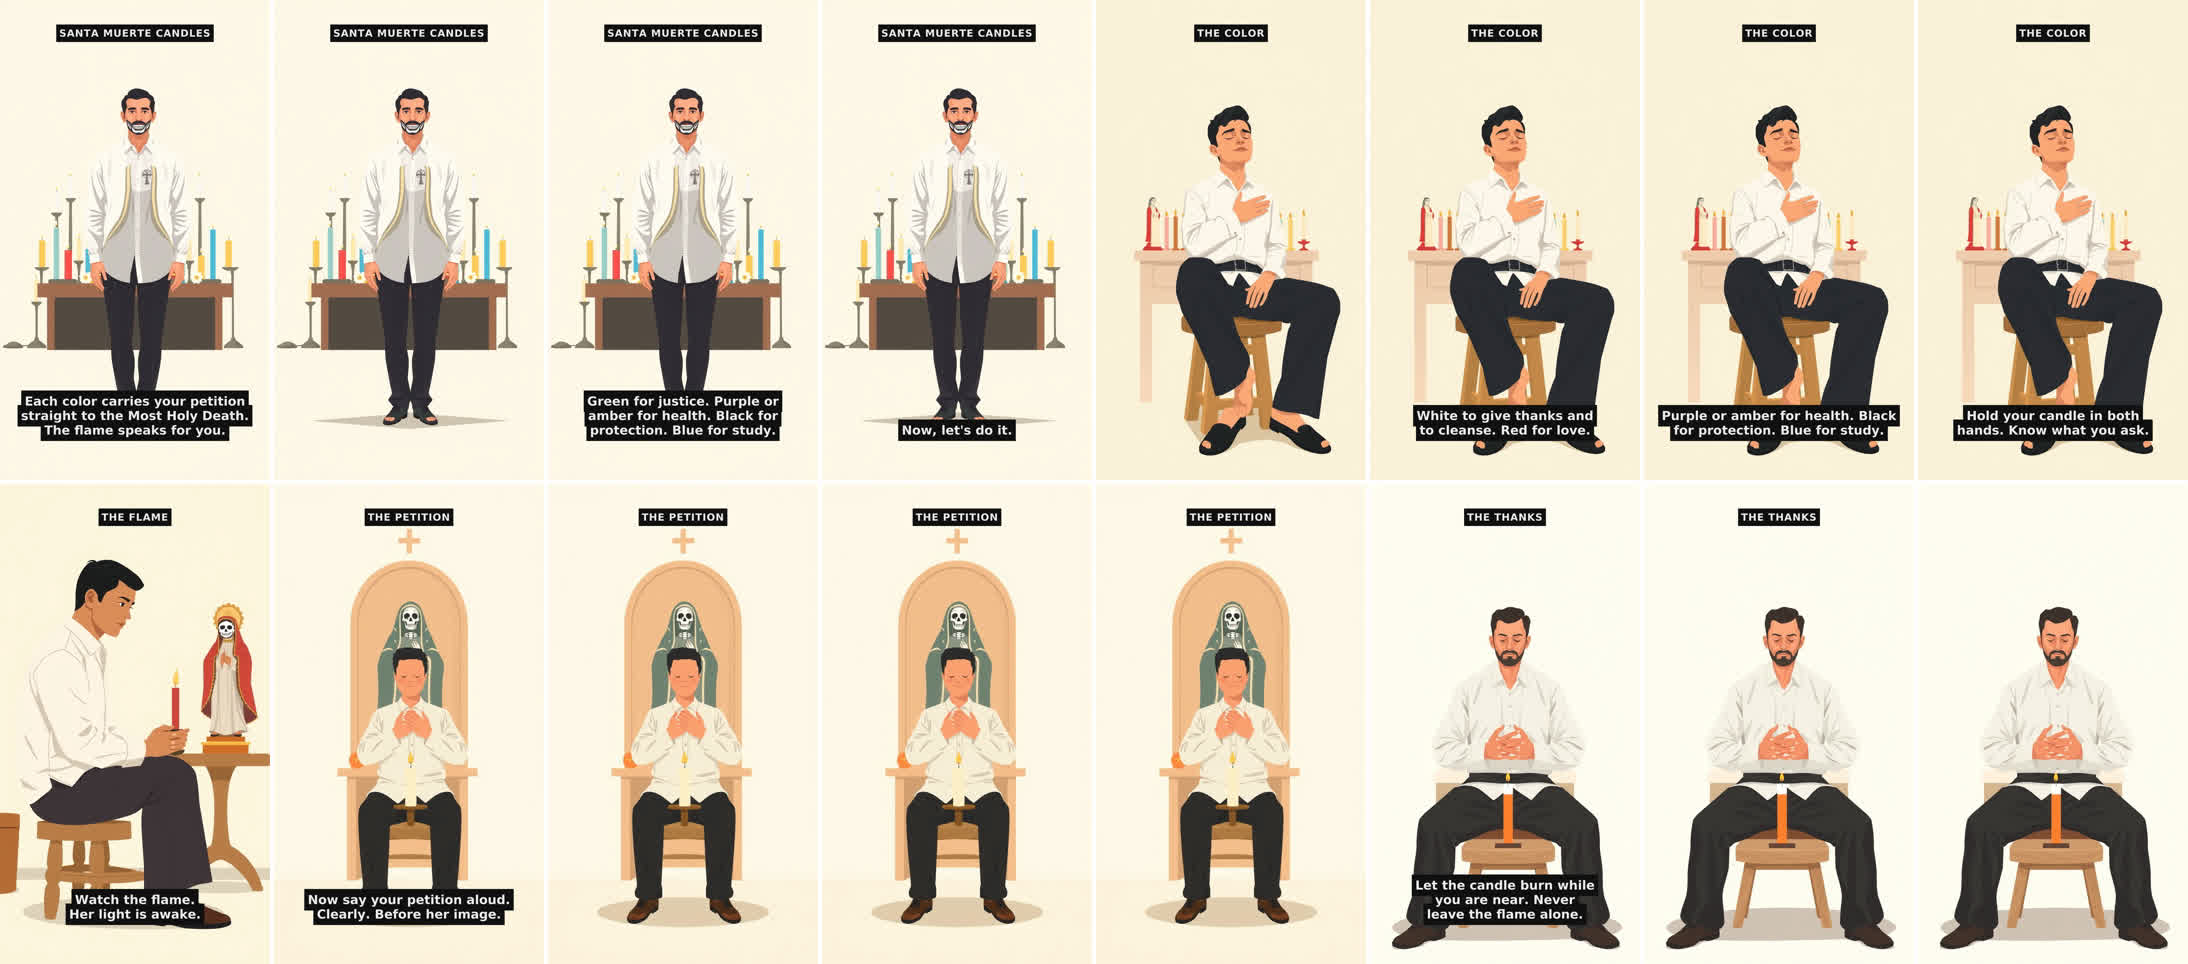 SANTA MUERTE CANDLES
Each color carries your petition
straight to the Most Holy Death.
The flame speaks for you.
SANTA MUERTE CANDLES
SANTA MUERTE CANDLES
Green for justice. Purple or
amber for health. Black for
protection. Blue for study.
SANTA MUERTE CANDLES
Now, let's do it.
THE COLOR
THE COLOR
White to give thanks and
to cleanse. Red for love.
THE COLOR
Purple or amber for health. Black
for protection. Blue for study.
THE COLOR
Hold your candle in both
hands. Know what you ask.
THE FLAME
Watch the flame.
Her light is awake.
THE PETITION
Now say your petition aloud.
Clearly. Before her image.
THE PETITION
THE PETITION
THE PETITION
THE THANKS
Let the candle burn while
you are near. Never
leave the flame alone.
THE THANKS